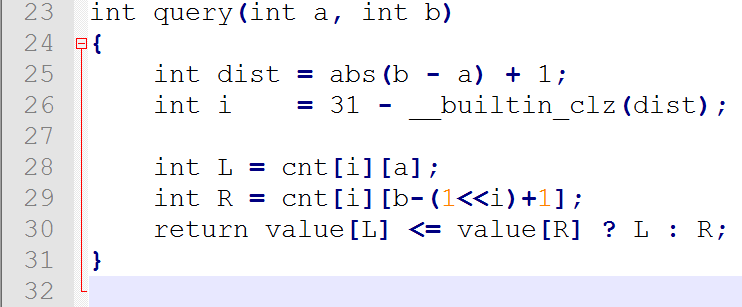 23 int query(int a, int b)
24 {
25     int dist = abs(b - a) + 1;
26     int i    = 31 - __builtin_clz(dist);
27
28     int L = cnt[i][a];
29     int R = cnt[i][b-(1<<i)+1];
30     return value[L] <= value[R] ? L : R;
31 }
32